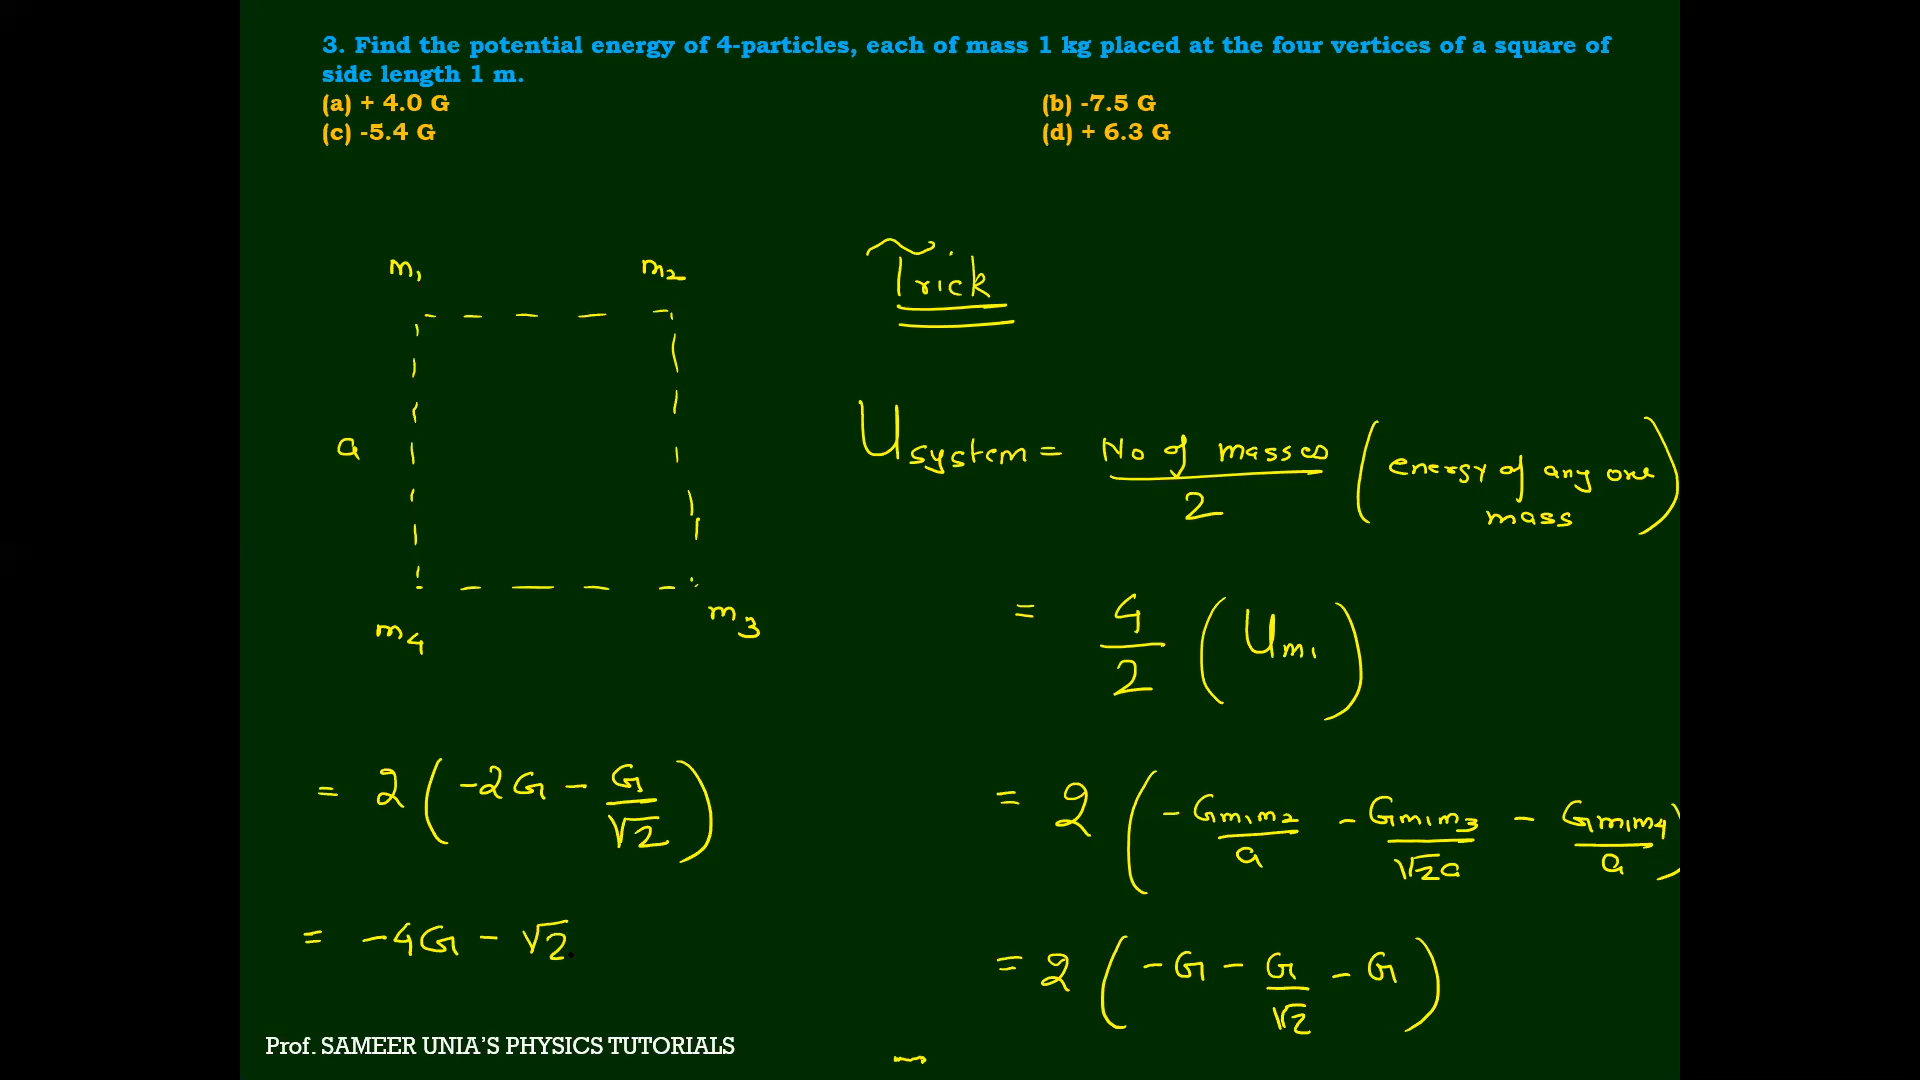 3. Find the potential energy of 4-particles, each of mass 1 kg placed at the four vertices of a square of
side length 1 m.
(a) + 4.0 G
(b) -7.5 G
(c) -5.4 G
(d) + 6.3 G
m₁ m₂
a
m₄ m₃
Trick
U system = No of masses / 2 (energy of any one mass)
= 4/2 (Um₁)
= 2 (-Gm₁m₂/a - Gm₁m₃/√2a - Gm₁m₄/a)
= 2 (-G - G/√2 - G)
= 2 (-2G - G/√2)
= -4G - √2
Prof. SAMEER UNIA'S PHYSICS TUTORIALS